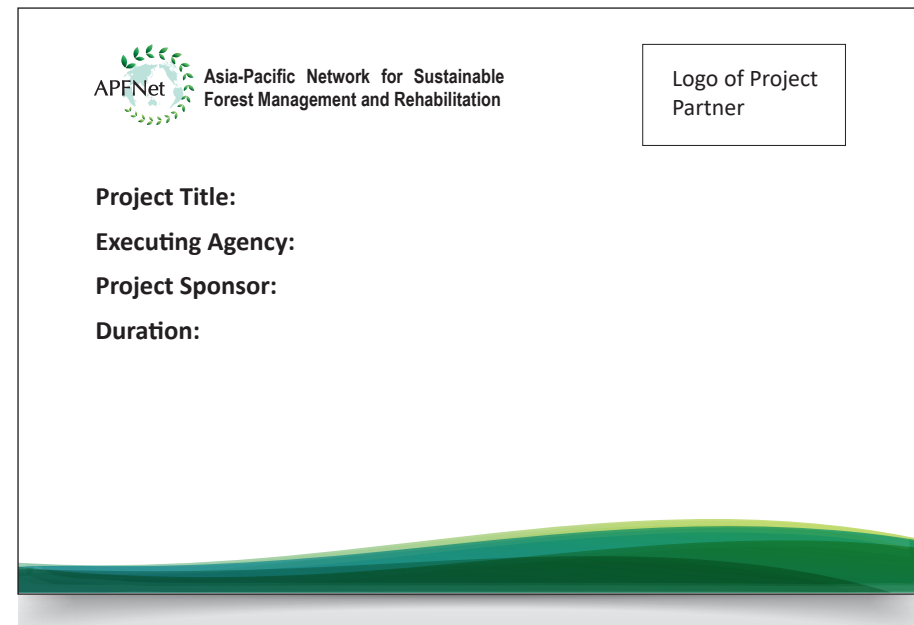 APFNet
Asia-Pacific Network for Sustainable
Forest Management and Rehabilitation
Logo of Project
Partner
Project Title:
Executing Agency:
Project Sponsor:
Duration: